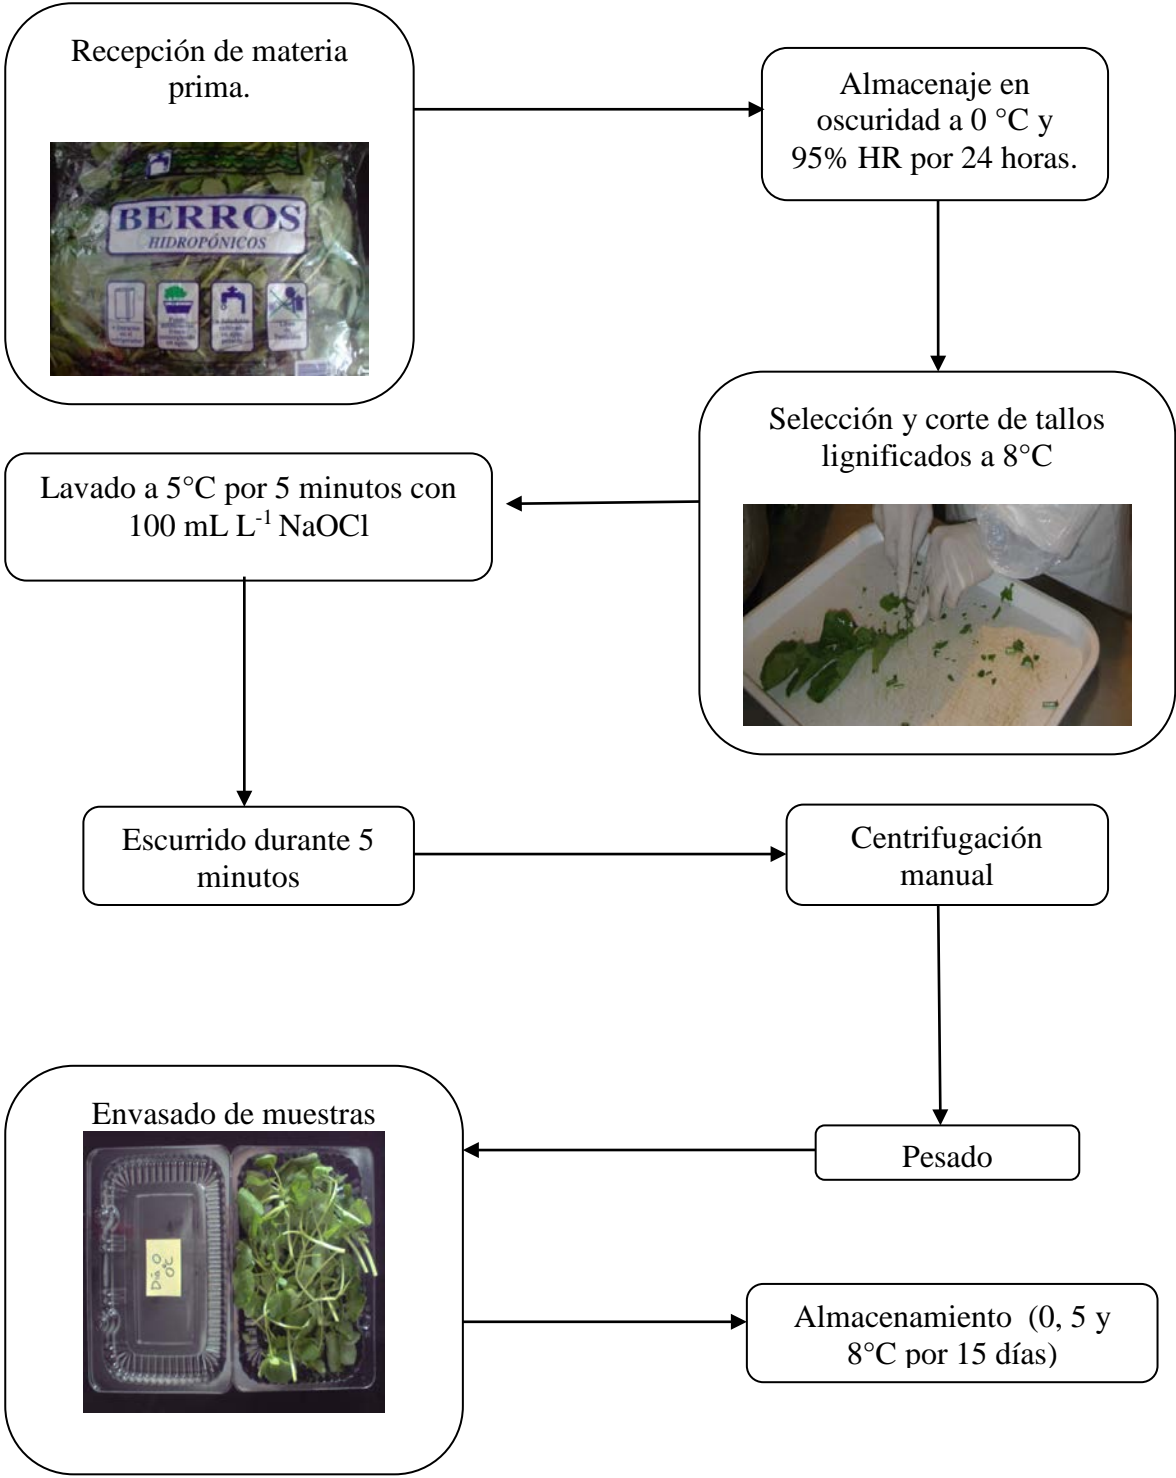 Recepción de materia
prima.
BERROS
HIDROPÓNICOS
Almacenaje en
oscuridad a 0 °C y
95% HR por 24 horas.
Selección y corte de tallos
lignificados a 8°C
Lavado a 5°C por 5 minutos con
100 mL L⁻¹ NaOCl
Escurrido durante 5
minutos
Centrifugación
manual
Pesado
Envasado de muestras
Día 0
0°C
Almacenamiento (0, 5 y
8°C por 15 días)